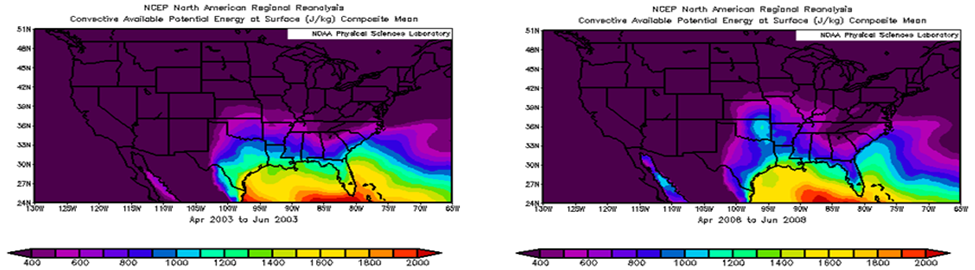 NCEP North American Regional Reanalysis
Convective Available Potential Energy at Surface (J/kg) Composite Mean
NOAA Physical Sciences Laboratory
51N
48N
45N
42N
39N
36N
33N
30N
27N
24N
130W 125W 120W 115W 110W 105W 100W 95W 90W 85W 80W 75W 70W 65W
Apr 2003 to Jun 2003
400 600 800 1000 1200 1400 1600 1800 2000
NCEP North American Regional Reanalysis
Convective Available Potential Energy at Surface (J/kg) Composite Mean
NOAA Physical Sciences Laboratory
51N
48N
45N
42N
39N
36N
33N
30N
27N
24N
130W 125W 120W 115W 110W 105W 100W 95W 90W 85W 80W 75W 70W 65W
Apr 2008 to Jun 2008
400 600 800 1000 1200 1400 1600 1800 2000